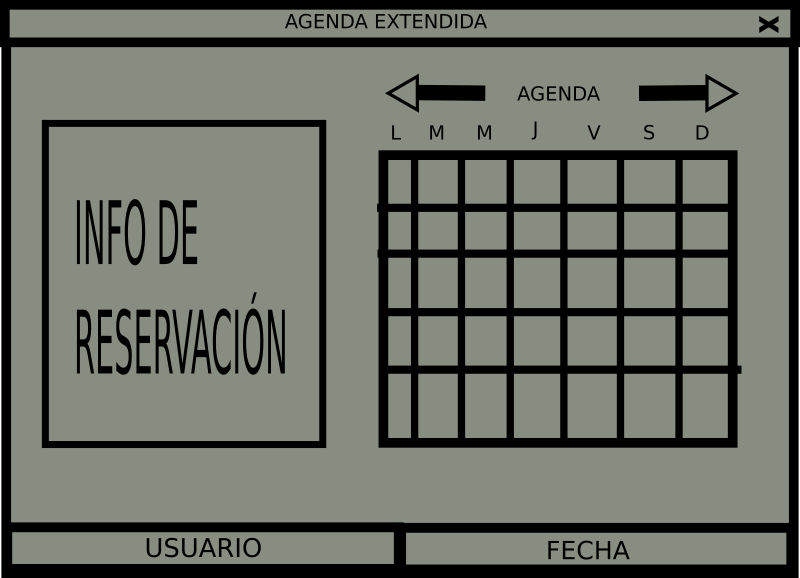 AGENDA EXTENDIDA
AGENDA
L M M J V S D
INFO DE
RESERVACIÓN
USUARIO
FECHA